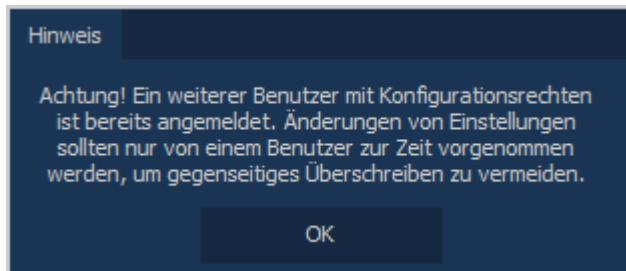 Hinweis
Achtung! Ein weiterer Benutzer mit Konfigurationsrechten
ist bereits angemeldet. Änderungen von Einstellungen
sollten nur von einem Benutzer zur Zeit vorgenommen
werden, um gegenseitiges Überschreiben zu vermeiden.
OK